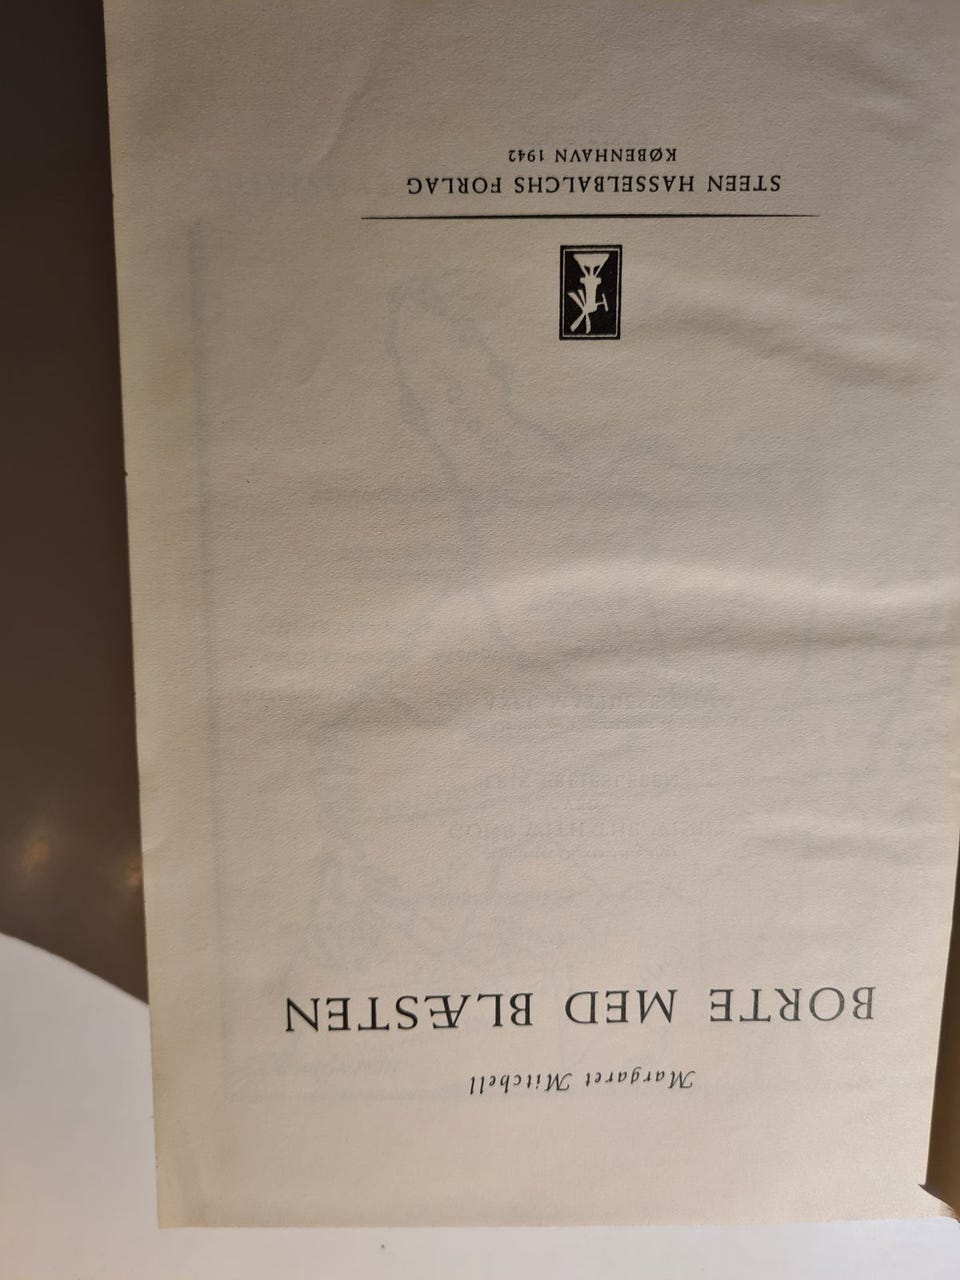 Margaret Mitchell
BORTE MED BLÆSTEN
STEEN HASSELBALCHS FORLAG
KØBENHAVN 1942